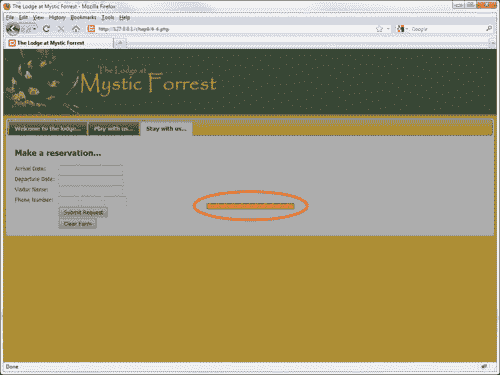 The Lodge at Mystic Forrest - Mozilla Firefox
File Edit View History Bookmarks Tools Help
Google
The Lodge at Mystic Forrest
The Lodge at
Mystic Forrest
Welcome to the lodge... Play with us... Stay with us...
Make a reservation...
Arrival Date:
Departure Date:
Visitor Name:
Phone Number:
Submit Request
Clear Form
Done